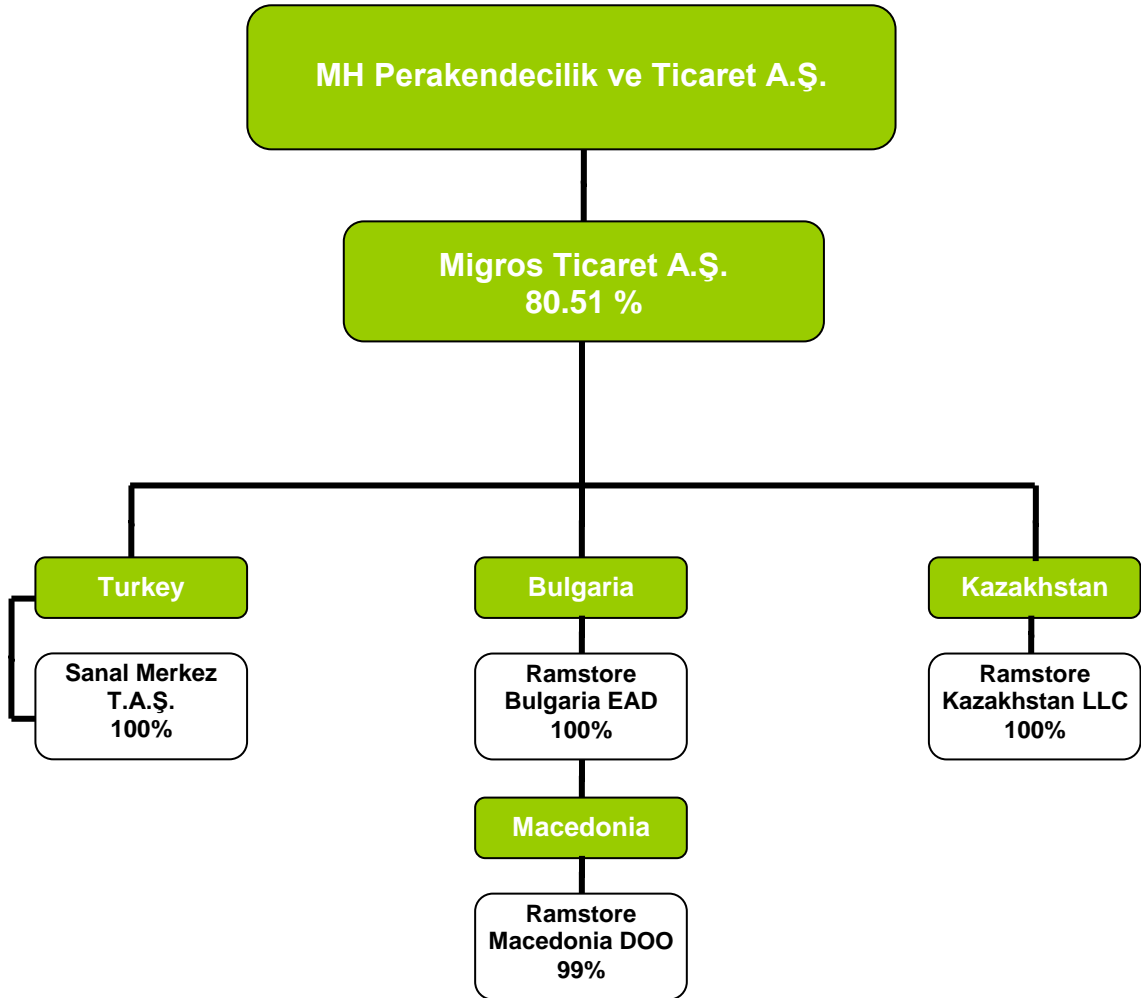 MH Perakendecilik ve Ticaret A.Ş.
Migros Ticaret A.Ş.
80.51 %
Turkey
Bulgaria
Kazakhstan
Sanal Merkez
T.A.Ş.
100%
Ramstore
Bulgaria EAD
100%
Ramstore
Kazakhstan LLC
100%
Macedonia
Ramstore
Macedonia DOO
99%